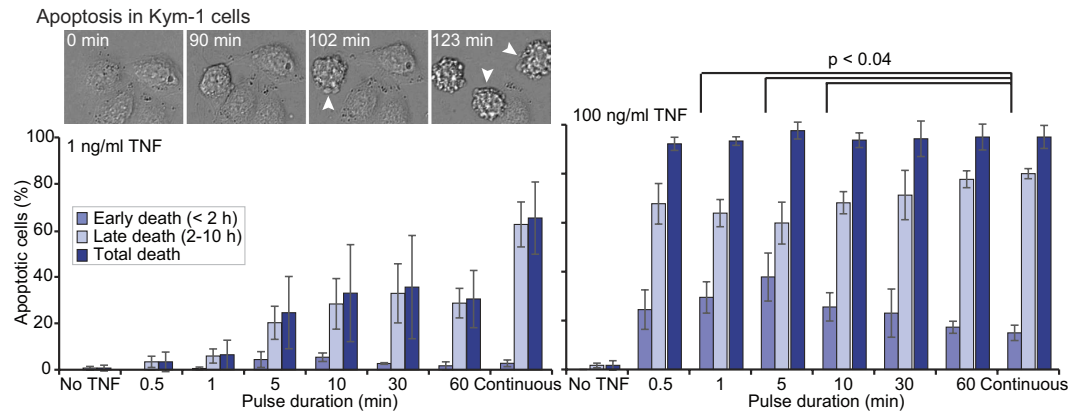 Apoptosis in Kym-1 cells
0 min
90 min
102 min
123 min
1 ng/ml TNF
Apoptotic cells (%)
100
80
60
40
20
0
Early death (< 2 h)
Late death (2-10 h)
Total death
No TNF 0.5 1 5 10 30 60 Continuous
Pulse duration (min)
p < 0.04
100 ng/ml TNF
No TNF 0.5 1 5 10 30 60 Continuous
Pulse duration (min)